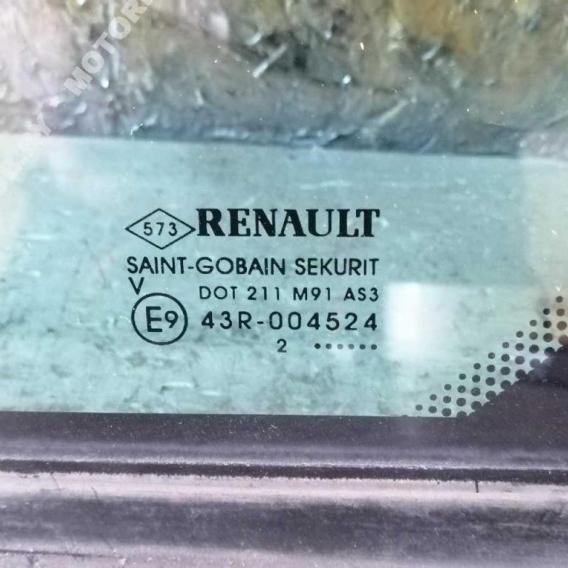 573 RENAULT
SAINT-GOBAIN SEKURIT
V
DOT 211 M91 AS3
E9 43R-004524
2 ••••••